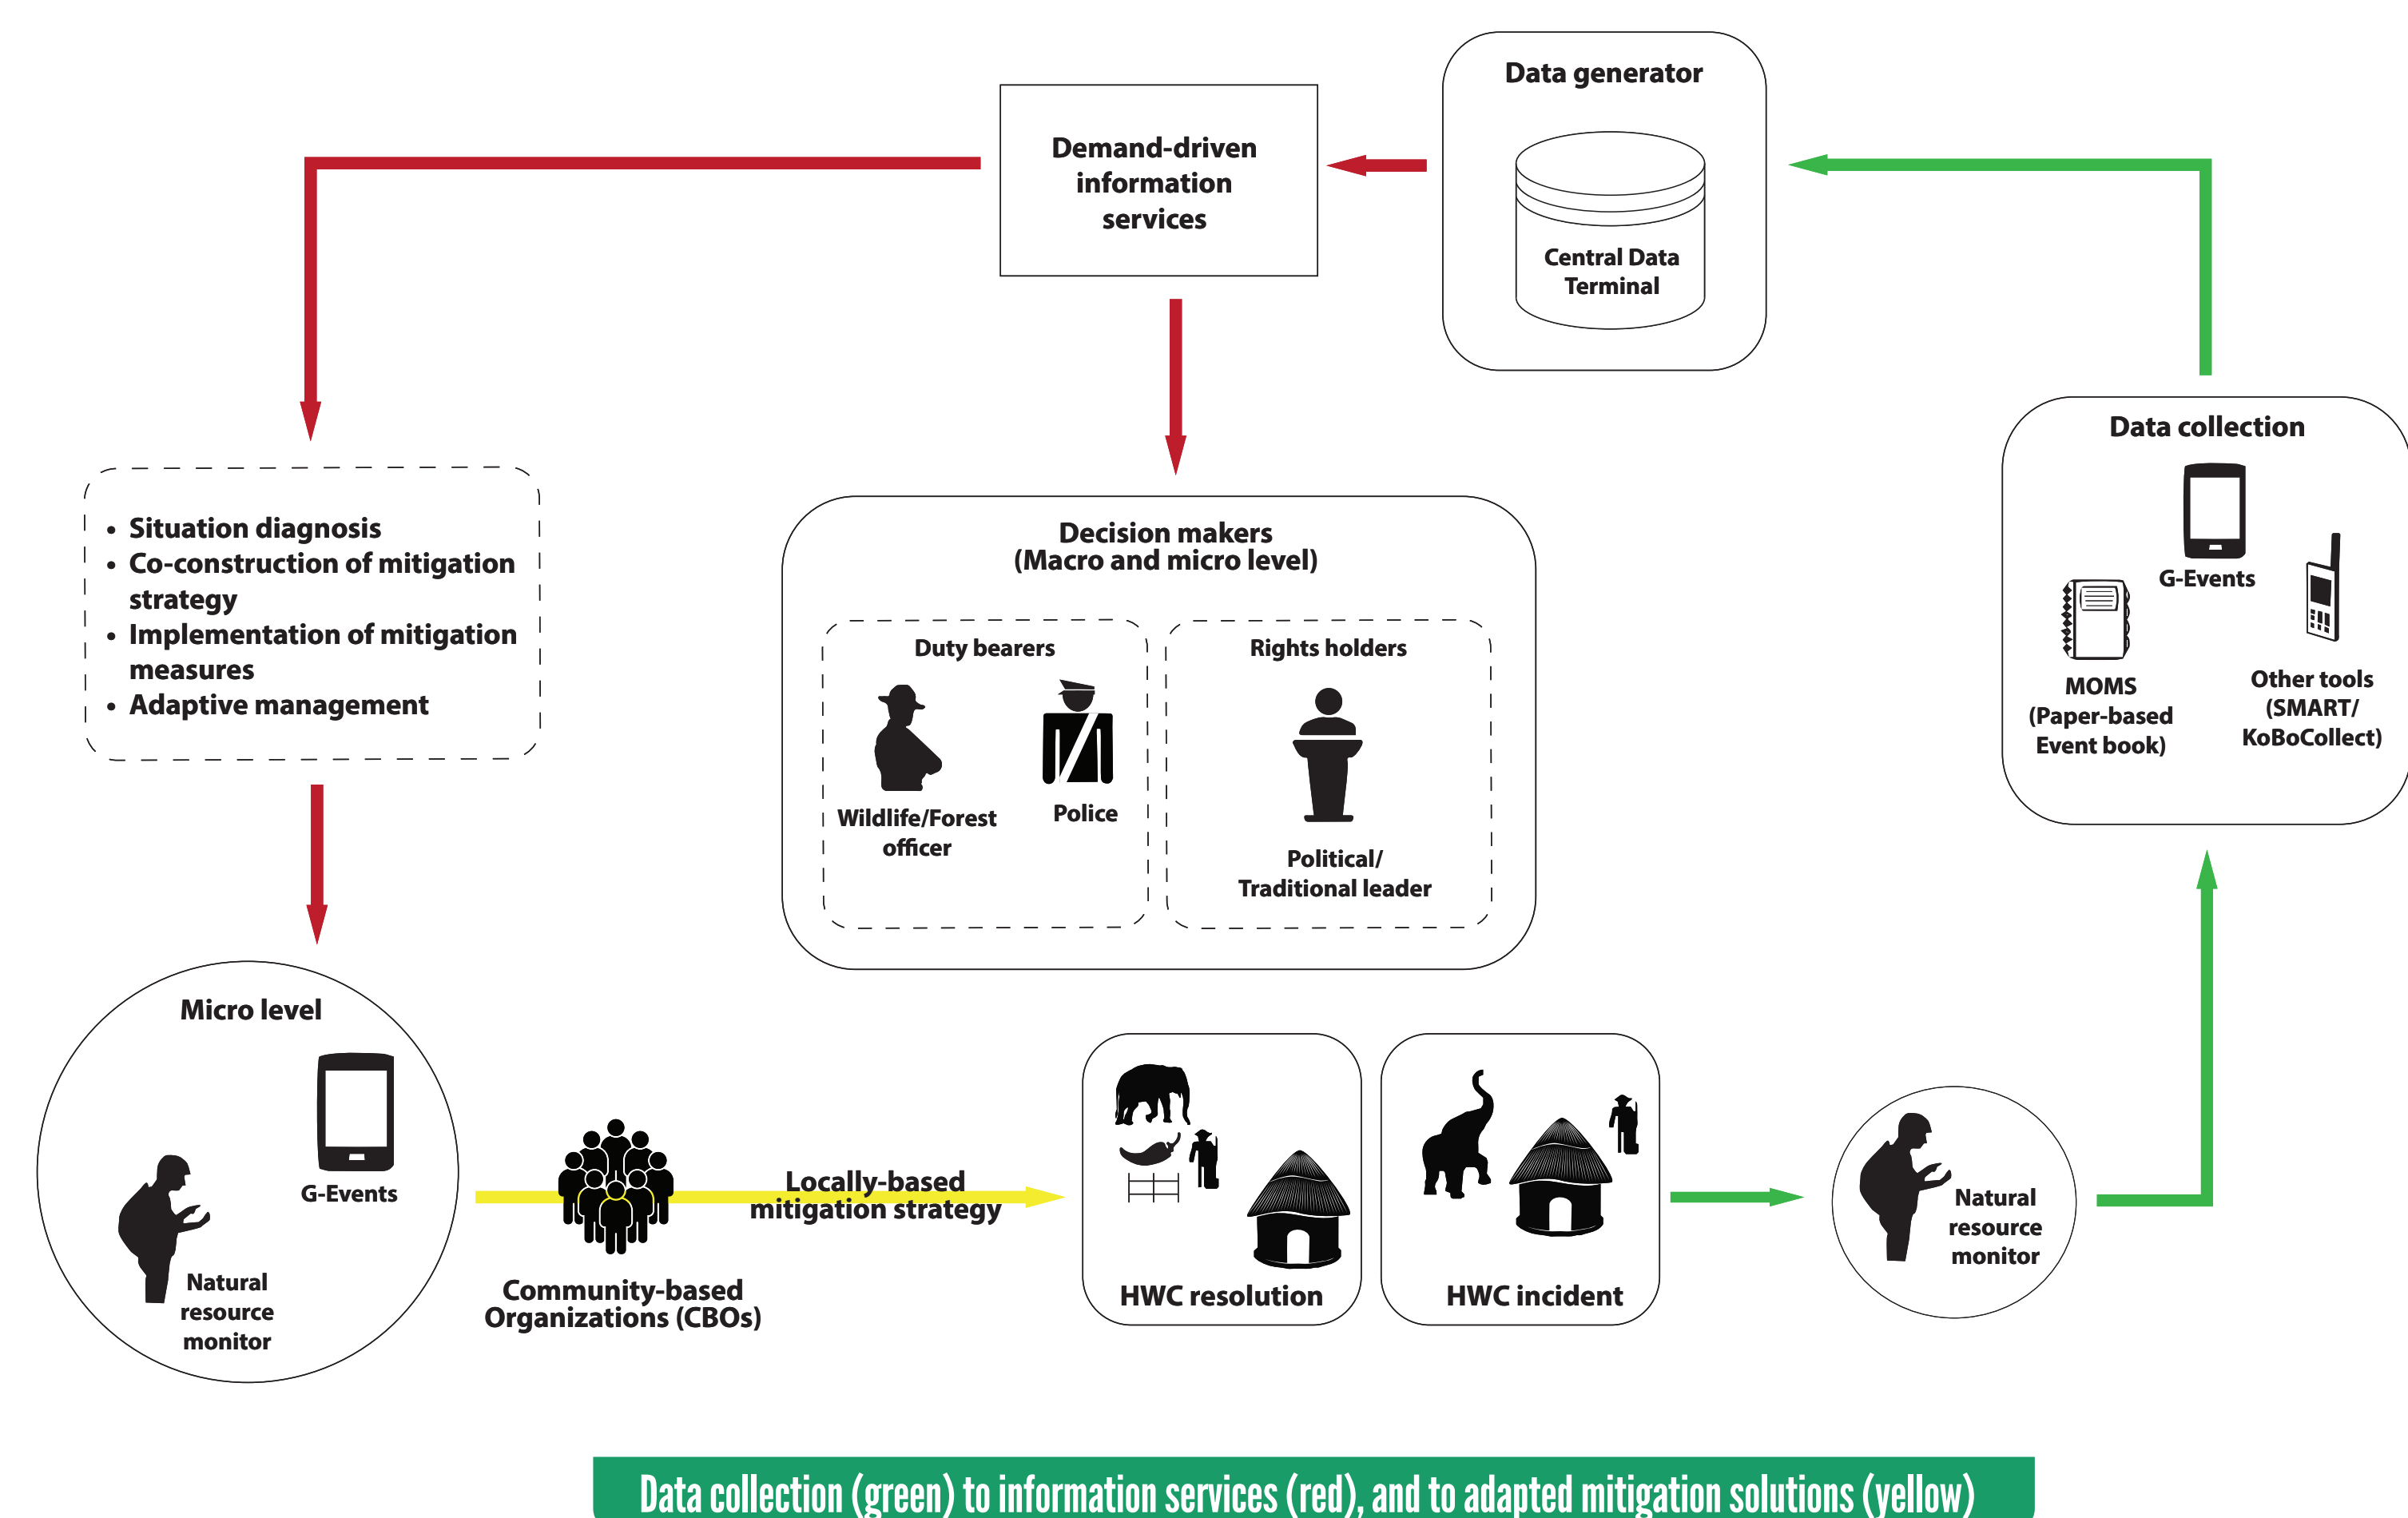 Data generator
Central Data
Terminal
Demand-driven
information
services
Data collection
G-Events
MOMS
(Paper-based
Event book)
Other tools
(SMART/
KoBoCollect)
• Situation diagnosis
• Co-construction of mitigation
strategy
• Implementation of mitigation
measures
• Adaptive management
Decision makers
(Macro and micro level)
Duty bearers
Wildlife/Forest
officer
Police
Rights holders
Political/
Traditional leader
Micro level
G-Events
Natural
resource
monitor
Community-based
Organizations (CBOs)
Locally-based
mitigation strategy
HWC resolution
HWC incident
Natural
resource
monitor
Data collection (green) to information services (red), and to adapted mitigation solutions (yellow)